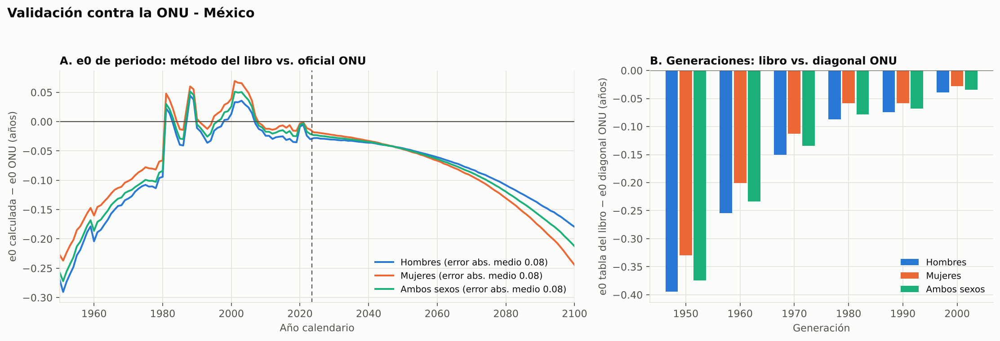 Validación contra la ONU - México
A. e0 de periodo: método del libro vs. oficial ONU
e0 calculada − e0 ONU (años)
0.05
0.00
−0.05
−0.10
−0.15
−0.20
−0.25
−0.30
Hombres (error abs. medio 0.08)
Mujeres (error abs. medio 0.08)
Ambos sexos (error abs. medio 0.08)
1960 1980 2000 2020 2040 2060 2080 2100
Año calendario
B. Generaciones: libro vs. diagonal ONU
e0 tabla del libro − e0 diagonal ONU (años)
0.00
−0.05
−0.10
−0.15
−0.20
−0.25
−0.30
−0.35
−0.40
Hombres
Mujeres
Ambos sexos
1950 1960 1970 1980 1990 2000
Generación